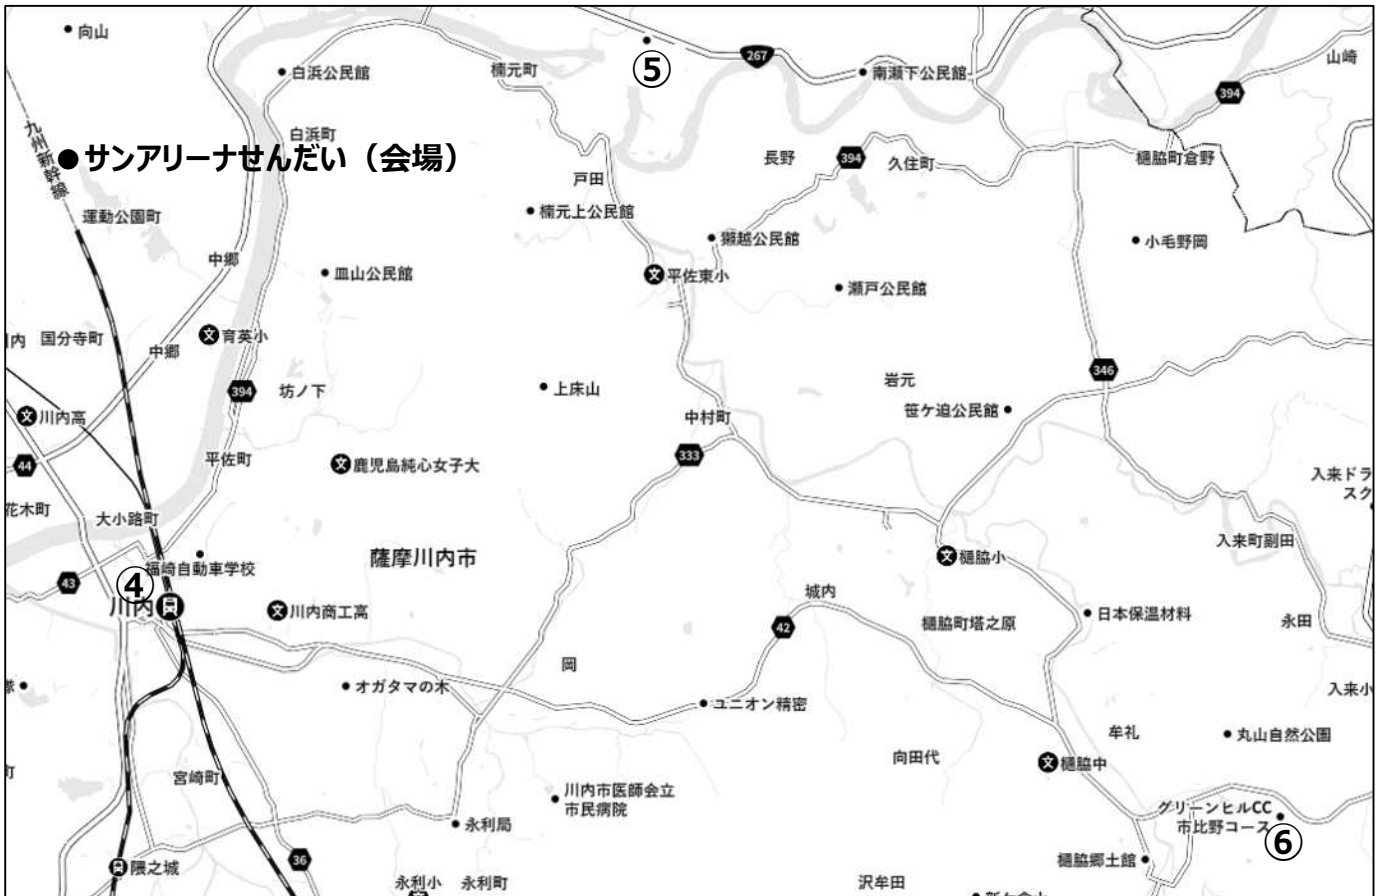 向山
白浜公民館
楠元町
⑤
267
南瀬下公民館
山崎
394
九州新幹線
白浜町
●サンアリーナせんだい（会場）
戸田
長野
394
久住町
樋脇町倉野
運動公園町
楠元上公民館
獺越公民館
小毛野岡
中郷
皿山公民館
文 平佐東小
瀬戸公民館
内
国分寺町
中郷
文 育英小
346
394
坊ノ下
上床山
岩元
笹ケ迫公民館
文 川内高
中村町
平佐町
333
44
文 鹿児島純心女子大
入来ドラ
スク
花木町
大小路町
入来町副田
薩摩川内市
文 樋脇小
福崎自動車学校
43
④
川内
文 川内商工高
城内
42
樋脇町塔之原
日本保温材料
永田
岡
オガタマの木
ユニオン精密
入来小
牟礼
丸山自然公園
向田代
文 樋脇中
町
宮崎町
川内市医師会立
市民病院
グリーンヒルCC
市比野コース
⑥
永利局
36
隈之城
樋脇郷土館
永利小
永利町
沢牟田